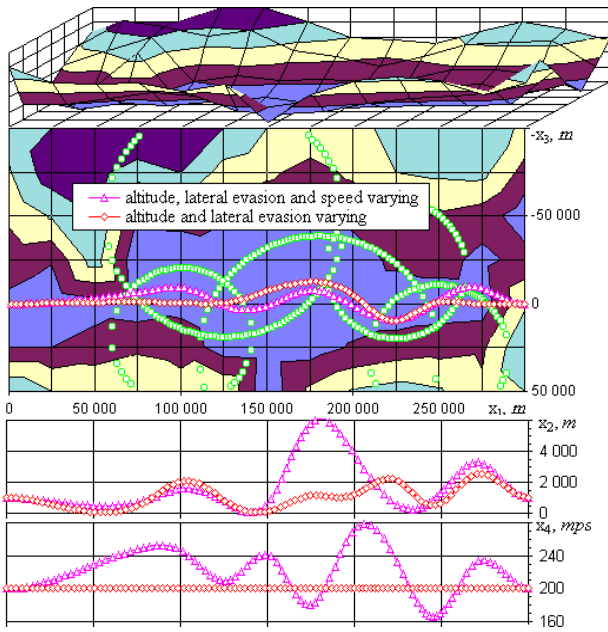 -x₃, m
altitude, lateral evasion and speed varying
altitude and lateral evasion varying
-50 000
0
50 000
0 50 000 100 000 150 000 200 000 250 000 x₁, m
x₂, m
4 000
2 000
0
x₄, mps
240
200
160